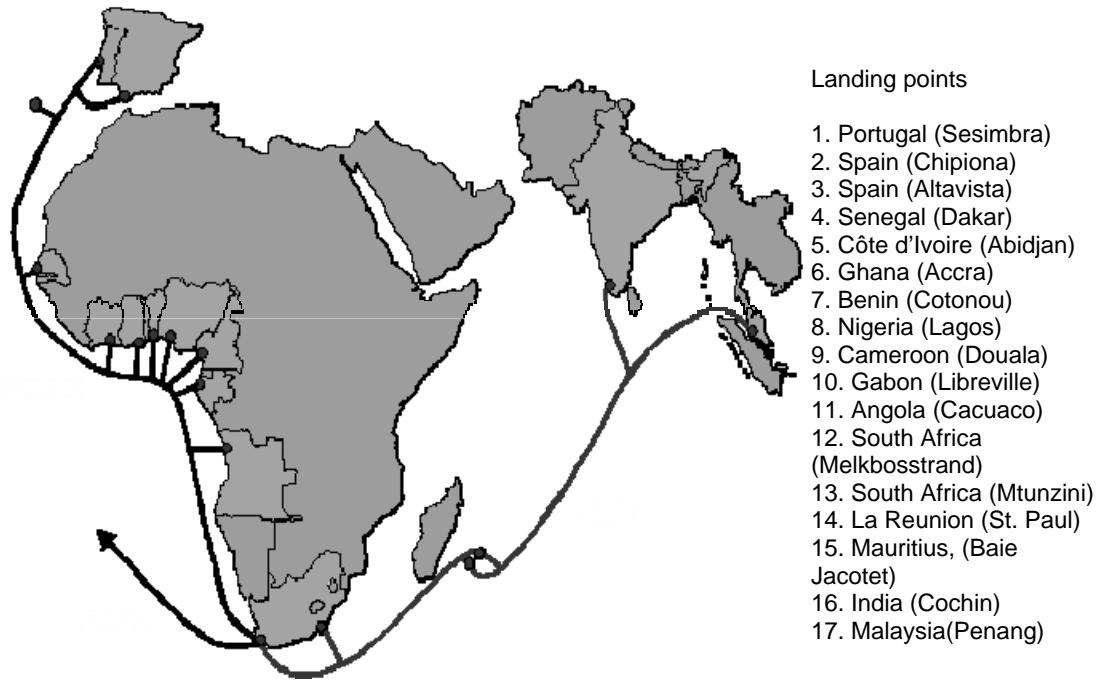 Landing points
1. Portugal (Sesimbra)
2. Spain (Chipiona)
3. Spain (Altavista)
4. Senegal (Dakar)
5. Côte d'Ivoire (Abidjan)
6. Ghana (Accra)
7. Benin (Cotonou)
8. Nigeria (Lagos)
9. Cameroon (Douala)
10. Gabon (Libreville)
11. Angola (Cacuaco)
12. South Africa
(Melkbosstrand)
13. South Africa (Mtunzini)
14. La Reunion (St. Paul)
15. Mauritius, (Baie
Jacotet)
16. India (Cochin)
17. Malaysia(Penang)